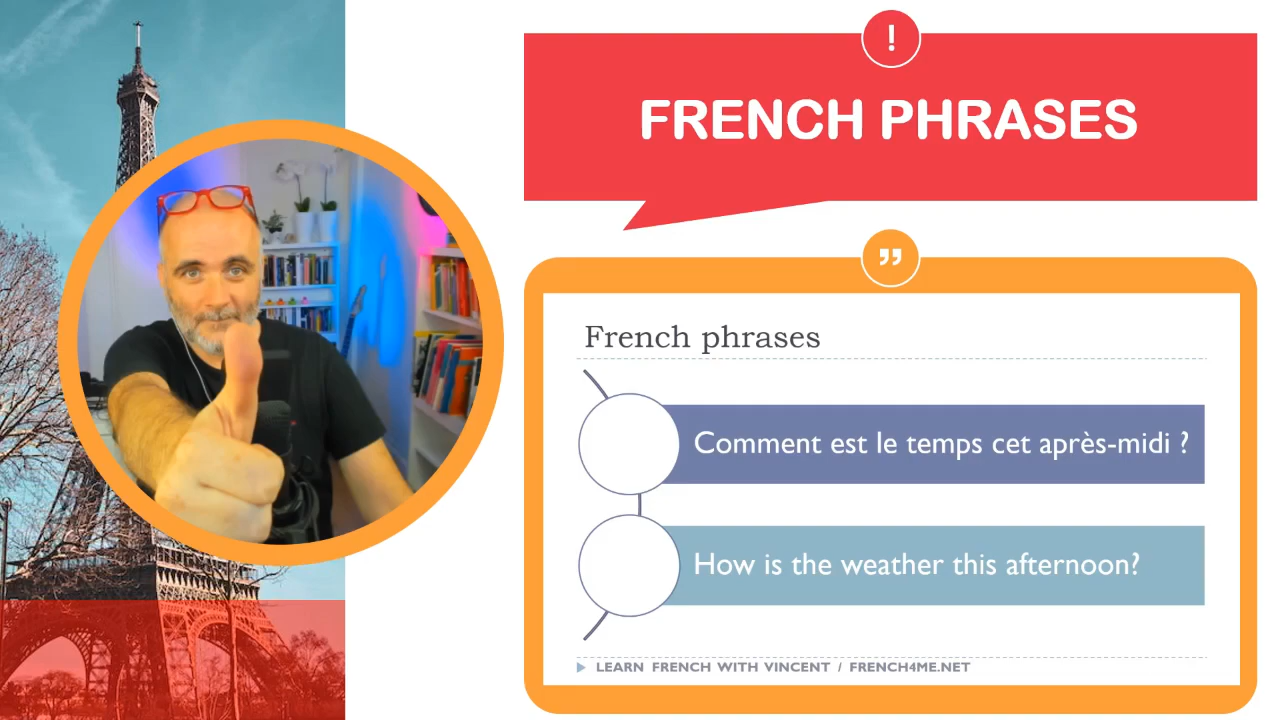 !
FRENCH PHRASES
”
French phrases
Comment est le temps cet après-midi ?
How is the weather this afternoon?
LEARN FRENCH WITH VINCENT / FRENCH4ME.NET